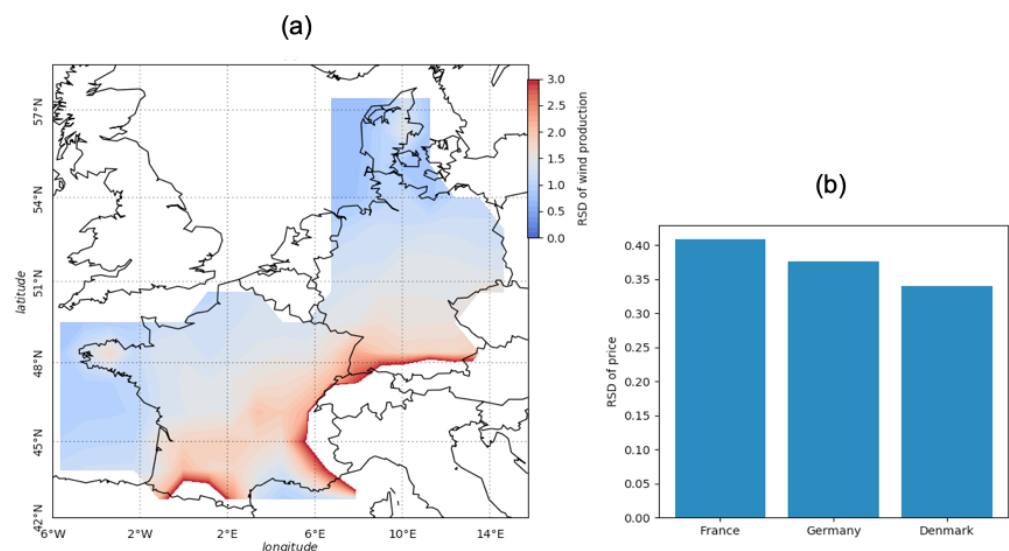 (a)
57°N
54°N
51°N
48°N
45°N
42°N
latitude
6°W
2°W
2°E
6°E
10°E
14°E
longitude
3.0
2.5
2.0
1.5
1.0
0.5
0.0
RSD of wind production
(b)
0.40
0.35
0.30
0.25
0.20
0.15
0.10
0.05
0.00
RSD of price
France
Germany
Denmark